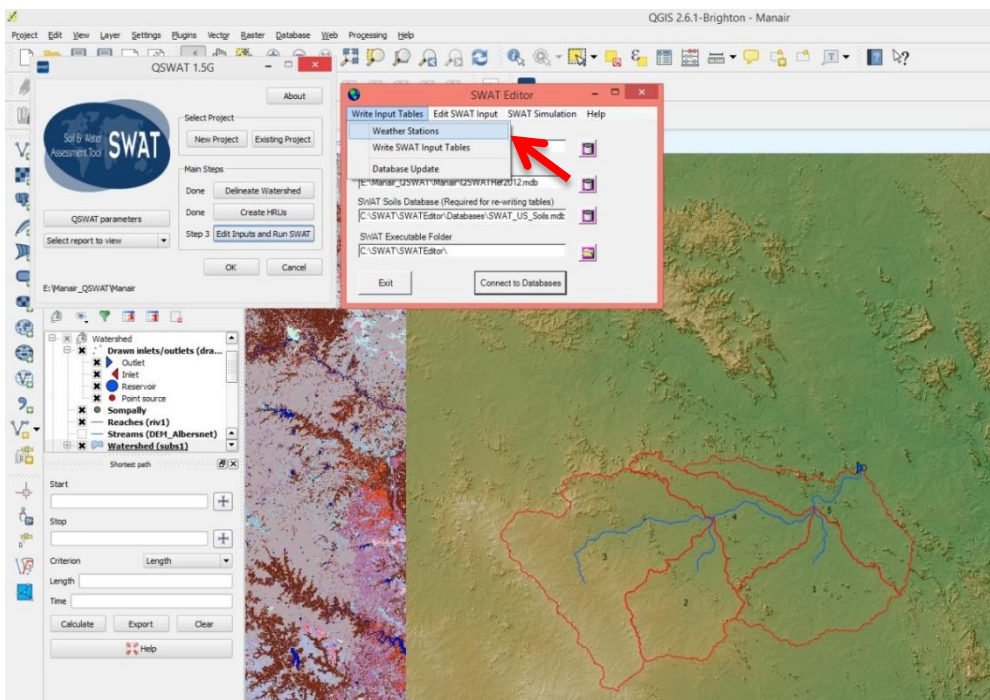 QGIS 2.6.1-Brighton - Manair
Project Edit View Layer Settings Plugins Vector Raster Database Web Processing Help
QSWAT 1.5G
About
Soil & Water
Assessment Tool
SWAT
Select Project
New Project Existing Project
Main Steps
Done Delineate Watershed
Done Create HRUs
Step 3 Edit Inputs and Run SWAT
QSWAT parameters
Select report to view
OK Cancel
E:\Manair_QSWAT\Manair
SWAT Editor
Write Input Tables Edit SWAT Input SWAT Simulation Help
Weather Stations
Write SWAT Input Tables
Database Update
E:\Manair_QSWAT\Manair\QSWATRef2012.mdb
SWAT Soils Database (Required for re-writing tables)
C:\SWAT\SWATEditor\Databases\SWAT_US_Soils.mdb
SWAT Executable
Folder
C:\SWAT\SWATEditor\
Exit Connect to Databases
Watershed
Drawn inlets/outlets (dra...
Outlet
Inlet
Reservoir
Point source
Sompally
Reaches (riv1)
Streams (DEM_Albersnet)
Watershed (subs1)
Shortest path
Start
Stop
Criterion Length
Length
Time
Calculate Export Clear
Help
4
5
3
1
2